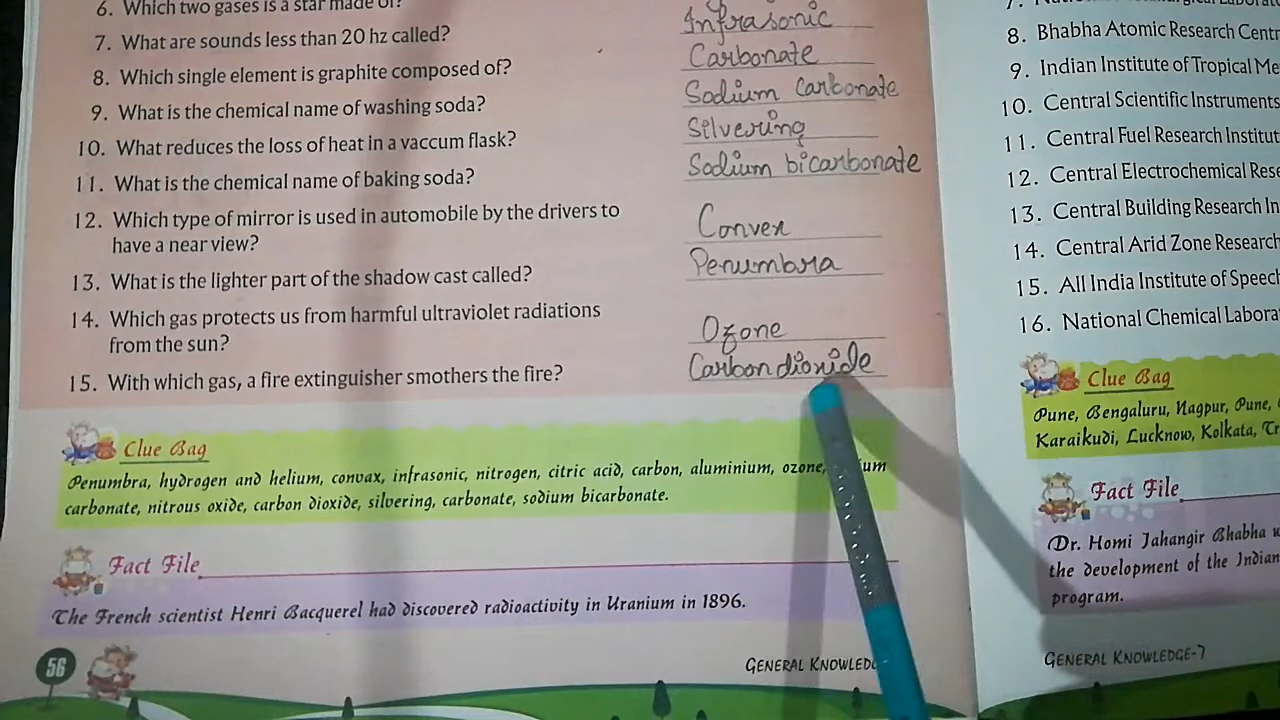 6. Which two gases is a star made of?
7. What are sounds less than 20 hz called? Infrasonic
8. Which single element is graphite composed of? Carbonate
9. What is the chemical name of washing soda? Sodium carbonate
10. What reduces the loss of heat in a vaccum flask? Silvering
11. What is the chemical name of baking soda? Sodium bicarbonate
12. Which type of mirror is used in automobile by the drivers to
have a near view? Convex
13. What is the lighter part of the shadow cast called? Penumbra
14. Which gas protects us from harmful ultraviolet radiations
from the sun? Ozone
15. With which gas, a fire extinguisher smothers the fire? Carbondioxide
Clue Bag
Penumbra, hydrogen and helium, convax, infrasonic, nitrogen, citric acid, carbon, aluminium, ozone,
carbonate, nitrous oxide, carbon dioxide, silvering, carbonate, sodium bicarbonate.
Fact File
The French scientist Henri Bacquerel had discovered radioactivity in Uranium in 1896.
56
GENERAL
7.
8. Bhabha Atomic Research
9. Indian Institute of Tropical
10. Central Scientific Instruments
11. Central Fuel Research
12. Central Electrochemical
13. Central Building Research
14. Central Arid Zone Research
15. All India Institute of
16. National Chemical
Clue Bag
Pune, Bengaluru, Nagpur, Pune,
Karaikudi, Lucknow, Kolkata,
Fact File
Dr. Homi Jahangir Bhabha
the development of the Indian
program.
GENERAL KNOWLEDGE-7